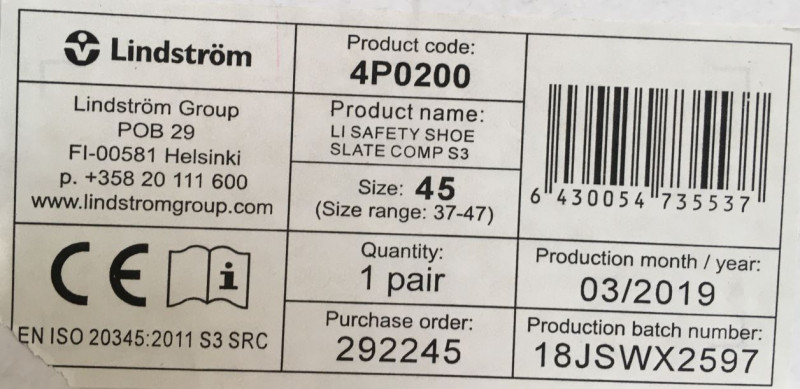 Lindström
Lindström Group
POB 29
FI-00581 Helsinki
p. +358 20 111 600
www.lindstromgroup.com
CE
i
EN ISO 20345:2011 S3 SRC
Product code:
4P0200
Product name:
LI SAFETY SHOE
SLATE COMP S3
Size: 45
(Size range: 37-47)
Quantity:
1 pair
Purchase order:
292245
6 430054 735537
Production month / year:
03/2019
Production batch number:
18JSWX2597